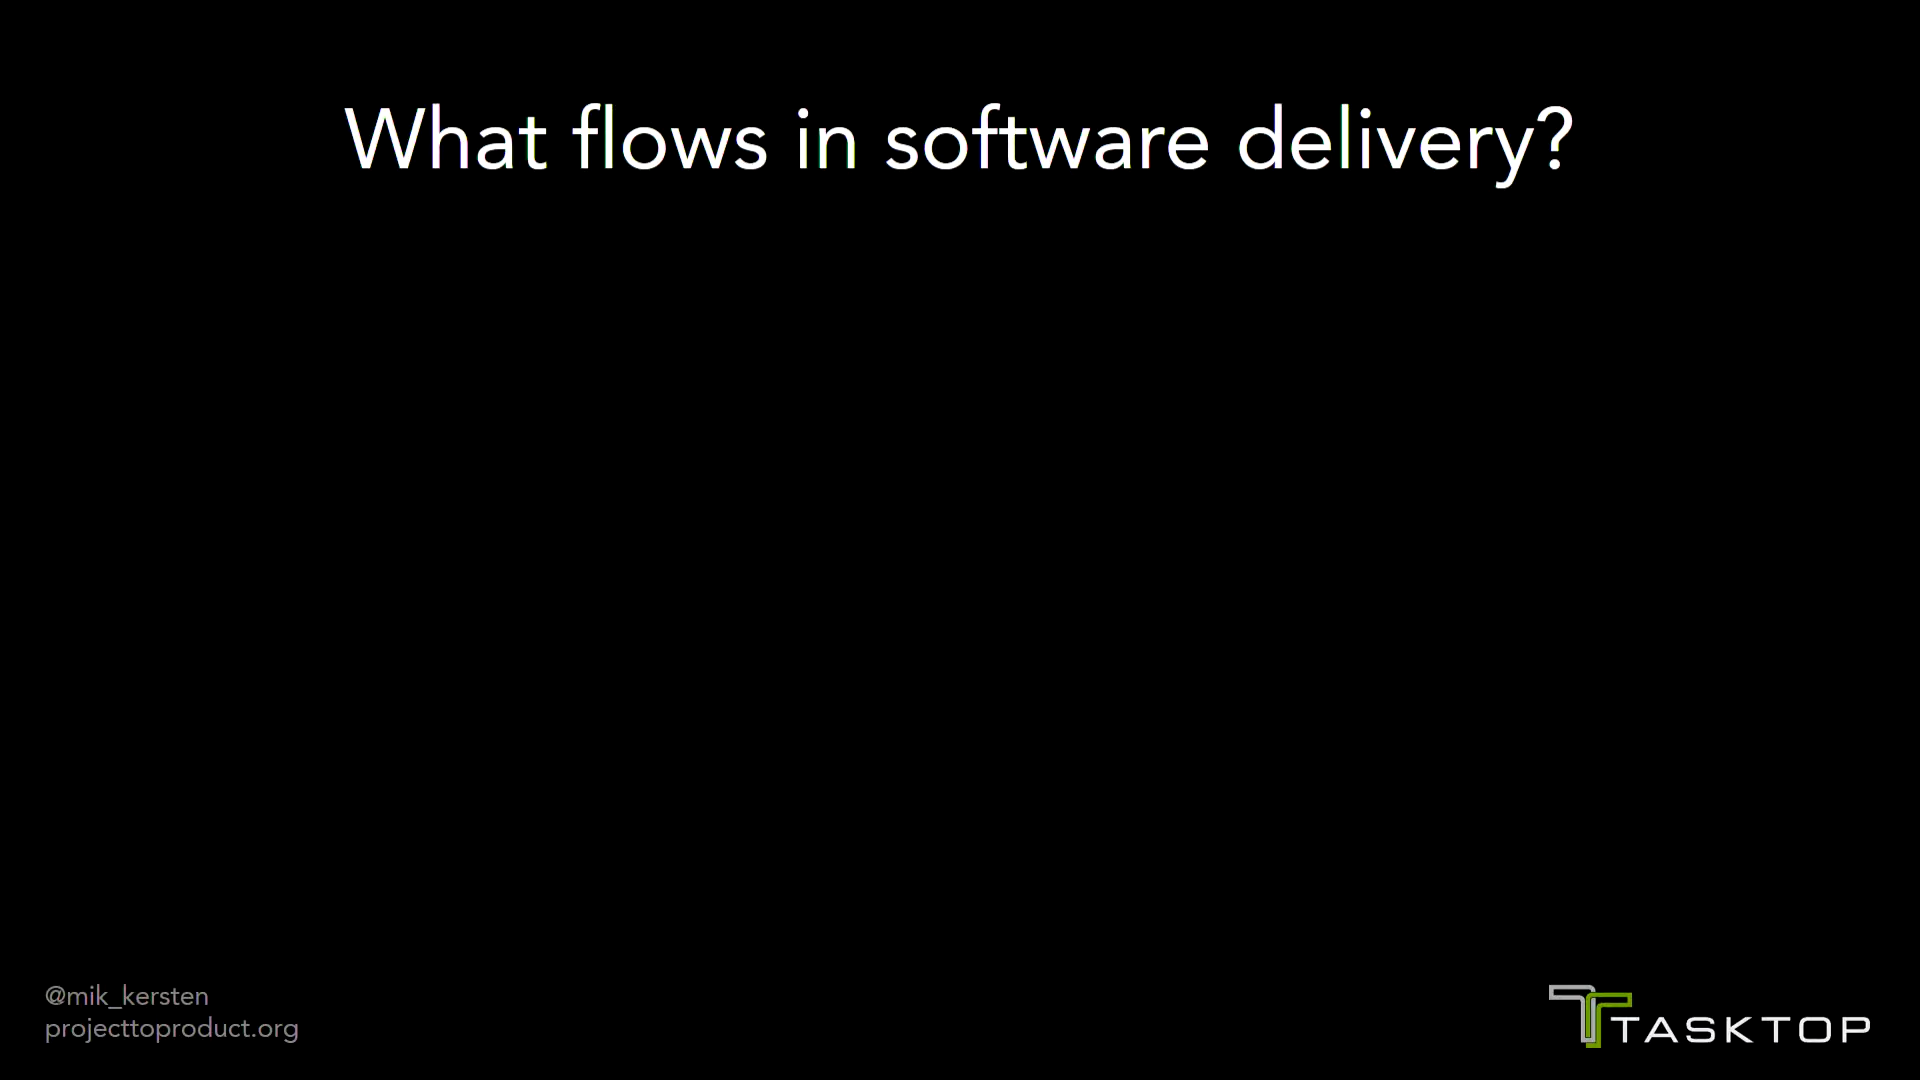 What flows in software delivery?
@mik_kersten
projecttoproduct.org
TASKTOP